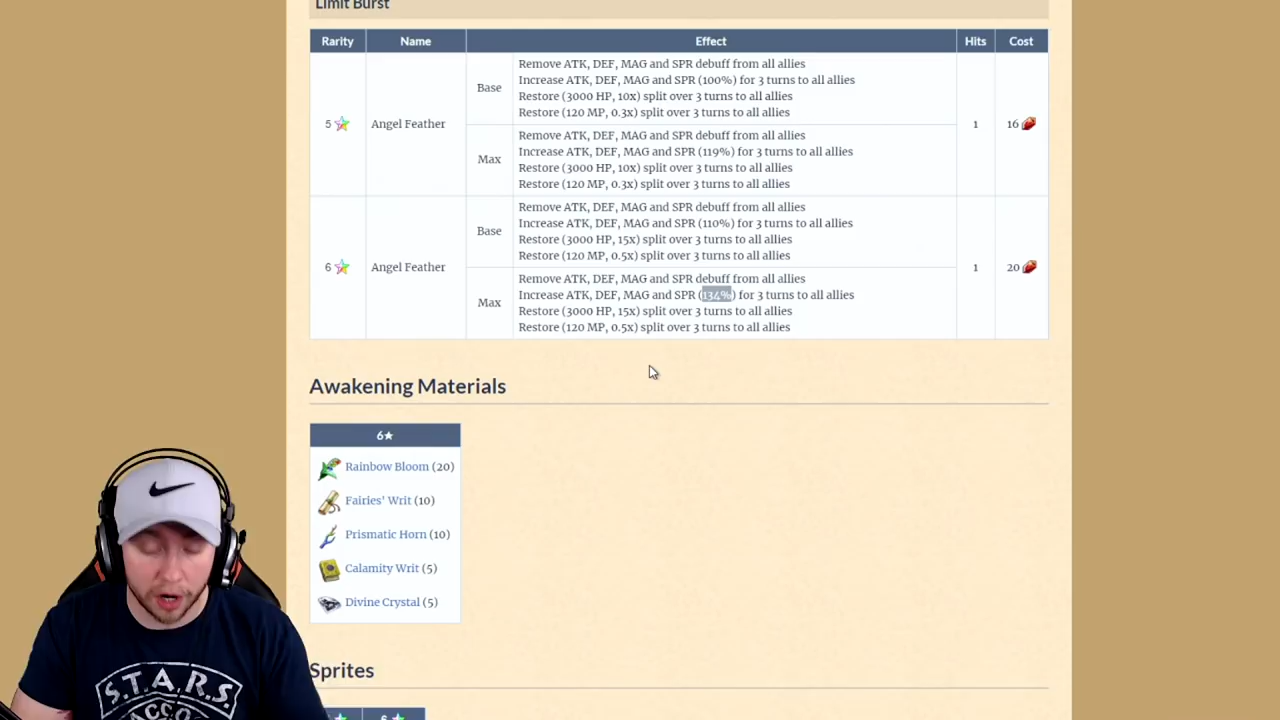 Limit Burst
Rarity Name Effect Hits Cost
5 Angel Feather 1 16
Base
Remove ATK, DEF, MAG and SPR debuff from all allies
Increase ATK, DEF, MAG and SPR (100%) for 3 turns to all allies
Restore (3000 HP, 10x) split over 3 turns to all allies
Restore (120 MP, 0.3x) split over 3 turns to all allies
Max
Remove ATK, DEF, MAG and SPR debuff from all allies
Increase ATK, DEF, MAG and SPR (119%) for 3 turns to all allies
Restore (3000 HP, 10x) split over 3 turns to all allies
Restore (120 MP, 0.3x) split over 3 turns to all allies
6 Angel Feather 1 20
Base
Remove ATK, DEF, MAG and SPR debuff from all allies
Increase ATK, DEF, MAG and SPR (110%) for 3 turns to all allies
Restore (3000 HP, 15x) split over 3 turns to all allies
Restore (120 MP, 0.5x) split over 3 turns to all allies
Max
Remove ATK, DEF, MAG and SPR debuff from all allies
Increase ATK, DEF, MAG and SPR (134%) for 3 turns to all allies
Restore (3000 HP, 15x) split over 3 turns to all allies
Restore (120 MP, 0.5x) split over 3 turns to all allies
Awakening Materials
6★
Rainbow Bloom (20)
Fairies' Writ (10)
Prismatic Horn (10)
Calamity Writ (5)
Divine Crystal (5)
Sprites
6
S.T.A.R.S.
RACCO